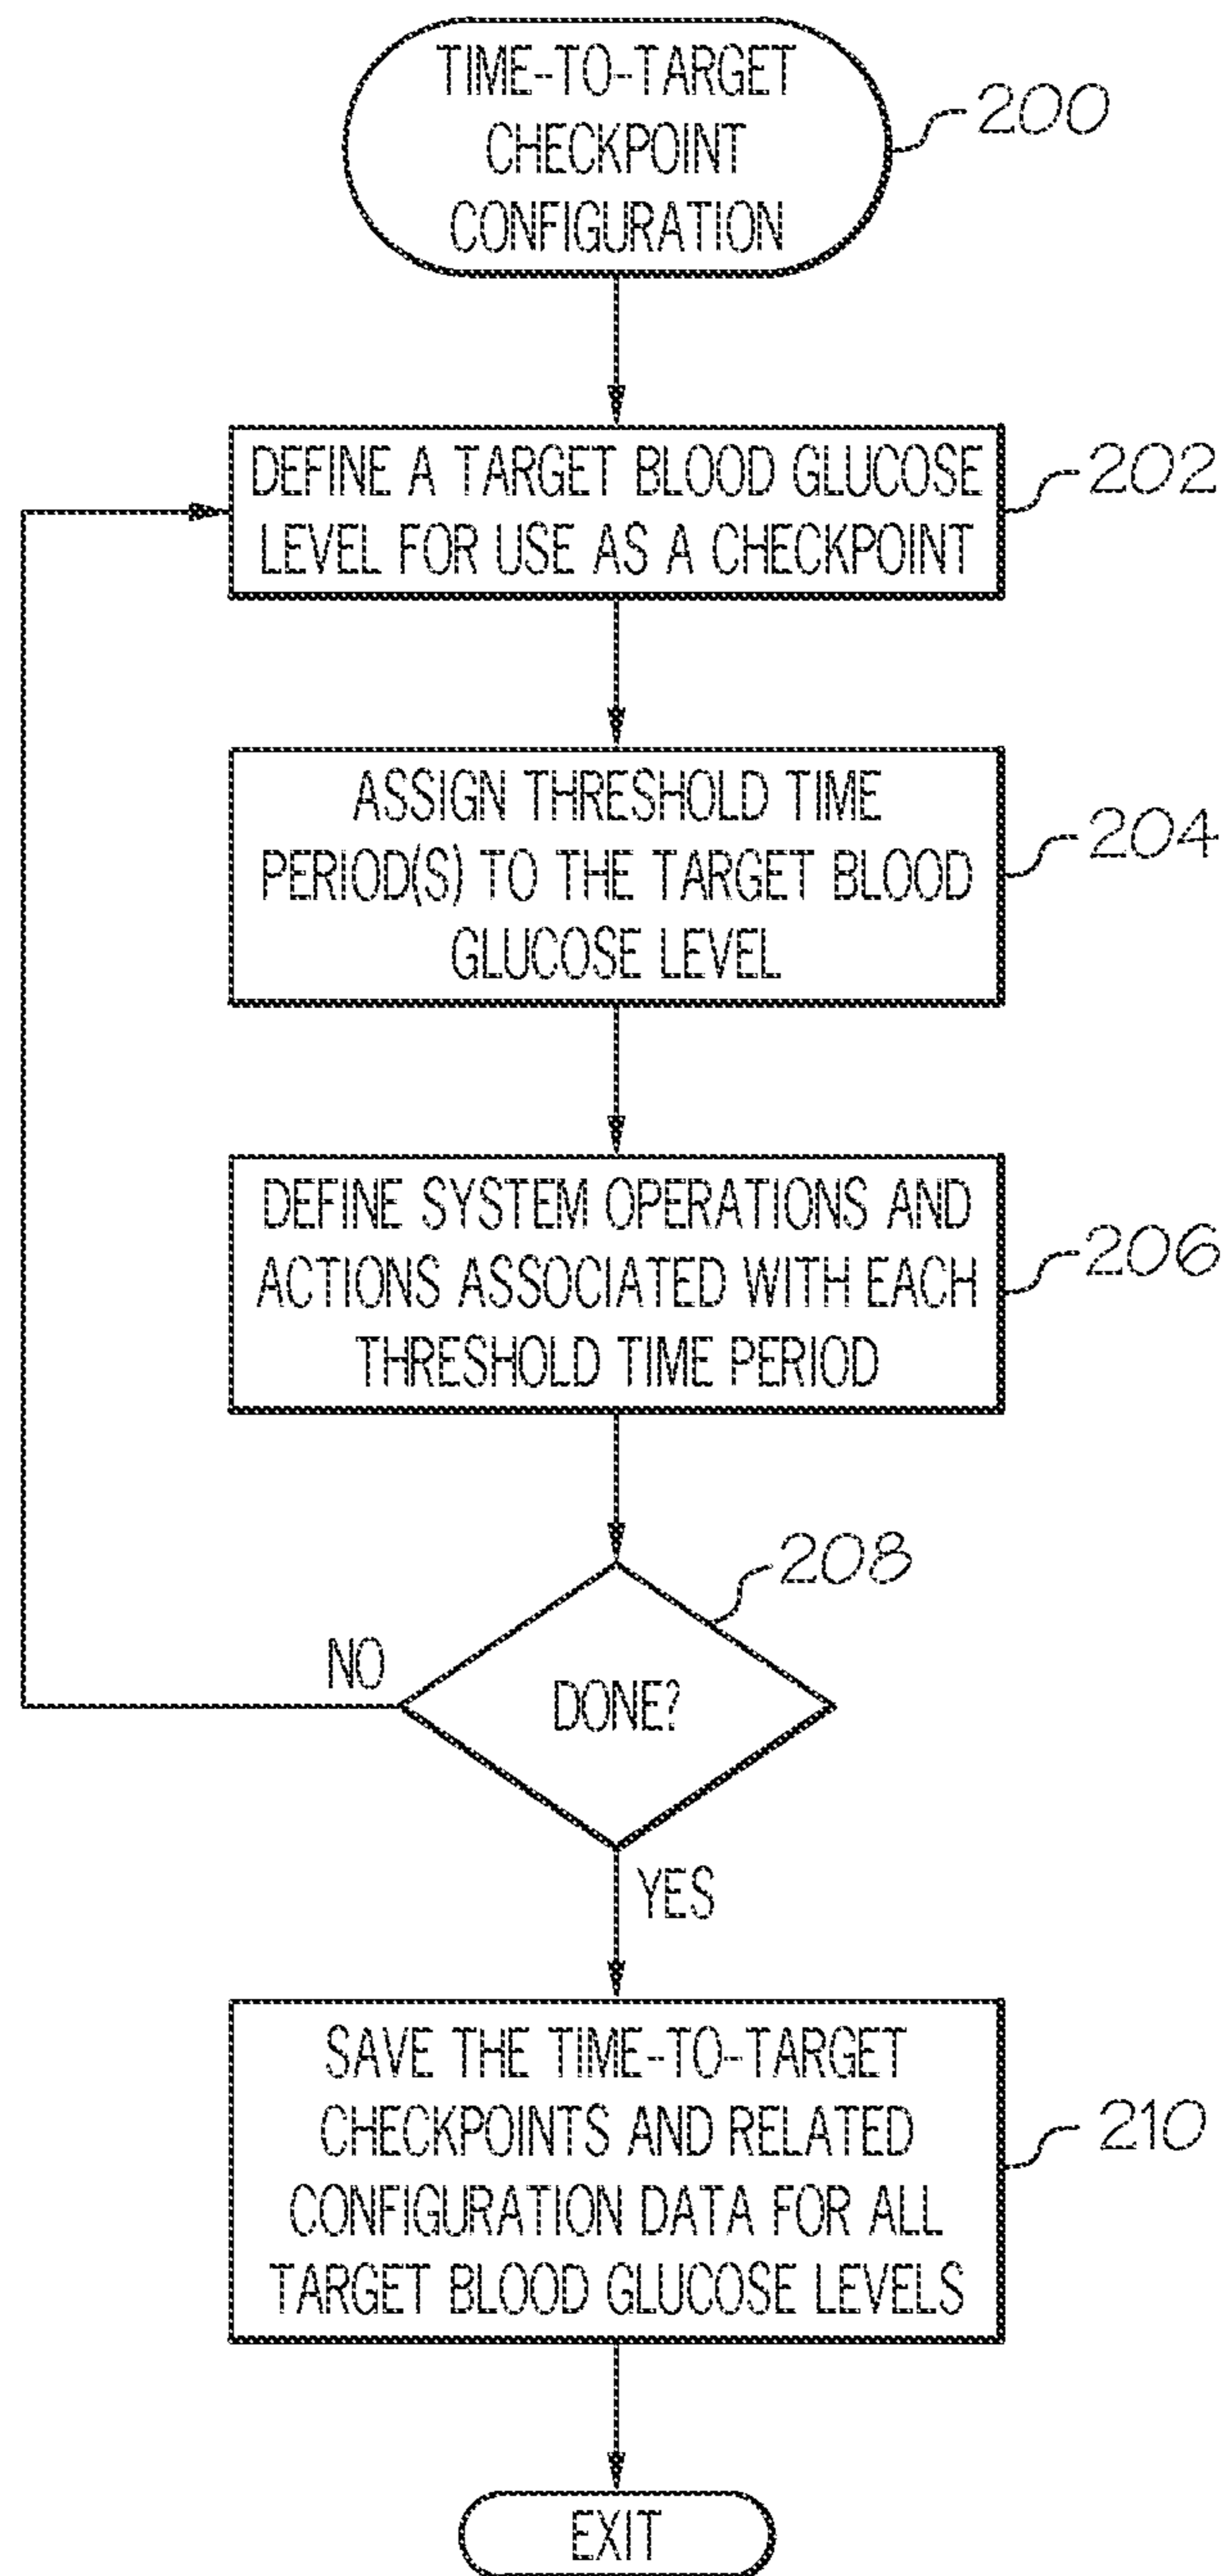 TIME-TO-TARGET
CHECKPOINT
CONFIGURATION
200
DEFINE A TARGET BLOOD GLUCOSE
LEVEL FOR USE AS A CHECKPOINT
202
ASSIGN THRESHOLD TIME
PERIOD(S) TO THE TARGET BLOOD
GLUCOSE LEVEL
204
DEFINE SYSTEM OPERATIONS AND
ACTIONS ASSOCIATED WITH EACH
THRESHOLD TIME PERIOD
206
208
NO
DONE?
YES
SAVE THE TIME-TO-TARGET
CHECKPOINTS AND RELATED
CONFIGURATION DATA FOR ALL
TARGET BLOOD GLUCOSE LEVELS
210
EXIT